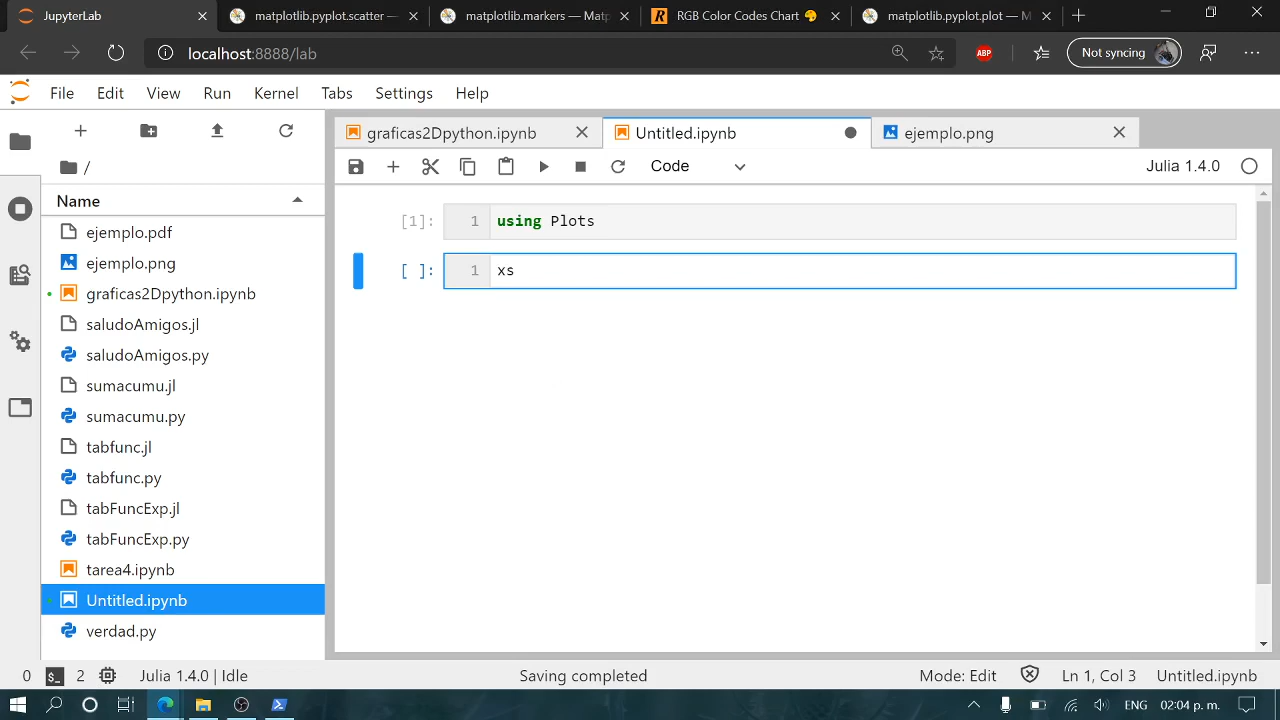 JupyterLab
matplotlib.pyplot.scatter —
matplotlib.markers — Matp
RGB Color Codes Chart
matplotlib.pyplot.plot — M
localhost:8888/lab
ABP
Not syncing
File Edit View Run Kernel Tabs Settings Help
graficas2Dpython.ipynb
Untitled.ipynb
ejemplo.png
/
Code
Julia 1.4.0
Name
ejemplo.pdf
ejemplo.png
graficas2Dpython.ipynb
saludoAmigos.jl
saludoAmigos.py
sumacumu.jl
sumacumu.py
tabfunc.jl
tabfunc.py
tabFuncExp.jl
tabFuncExp.py
tarea4.ipynb
Untitled.ipynb
verdad.py
[1]: 1 using Plots
[ ]: 1 xs
0 $_ 2 Julia 1.4.0 | Idle Saving completed Mode: Edit Ln 1, Col 3 Untitled.ipynb
ENG 02:04 p. m.